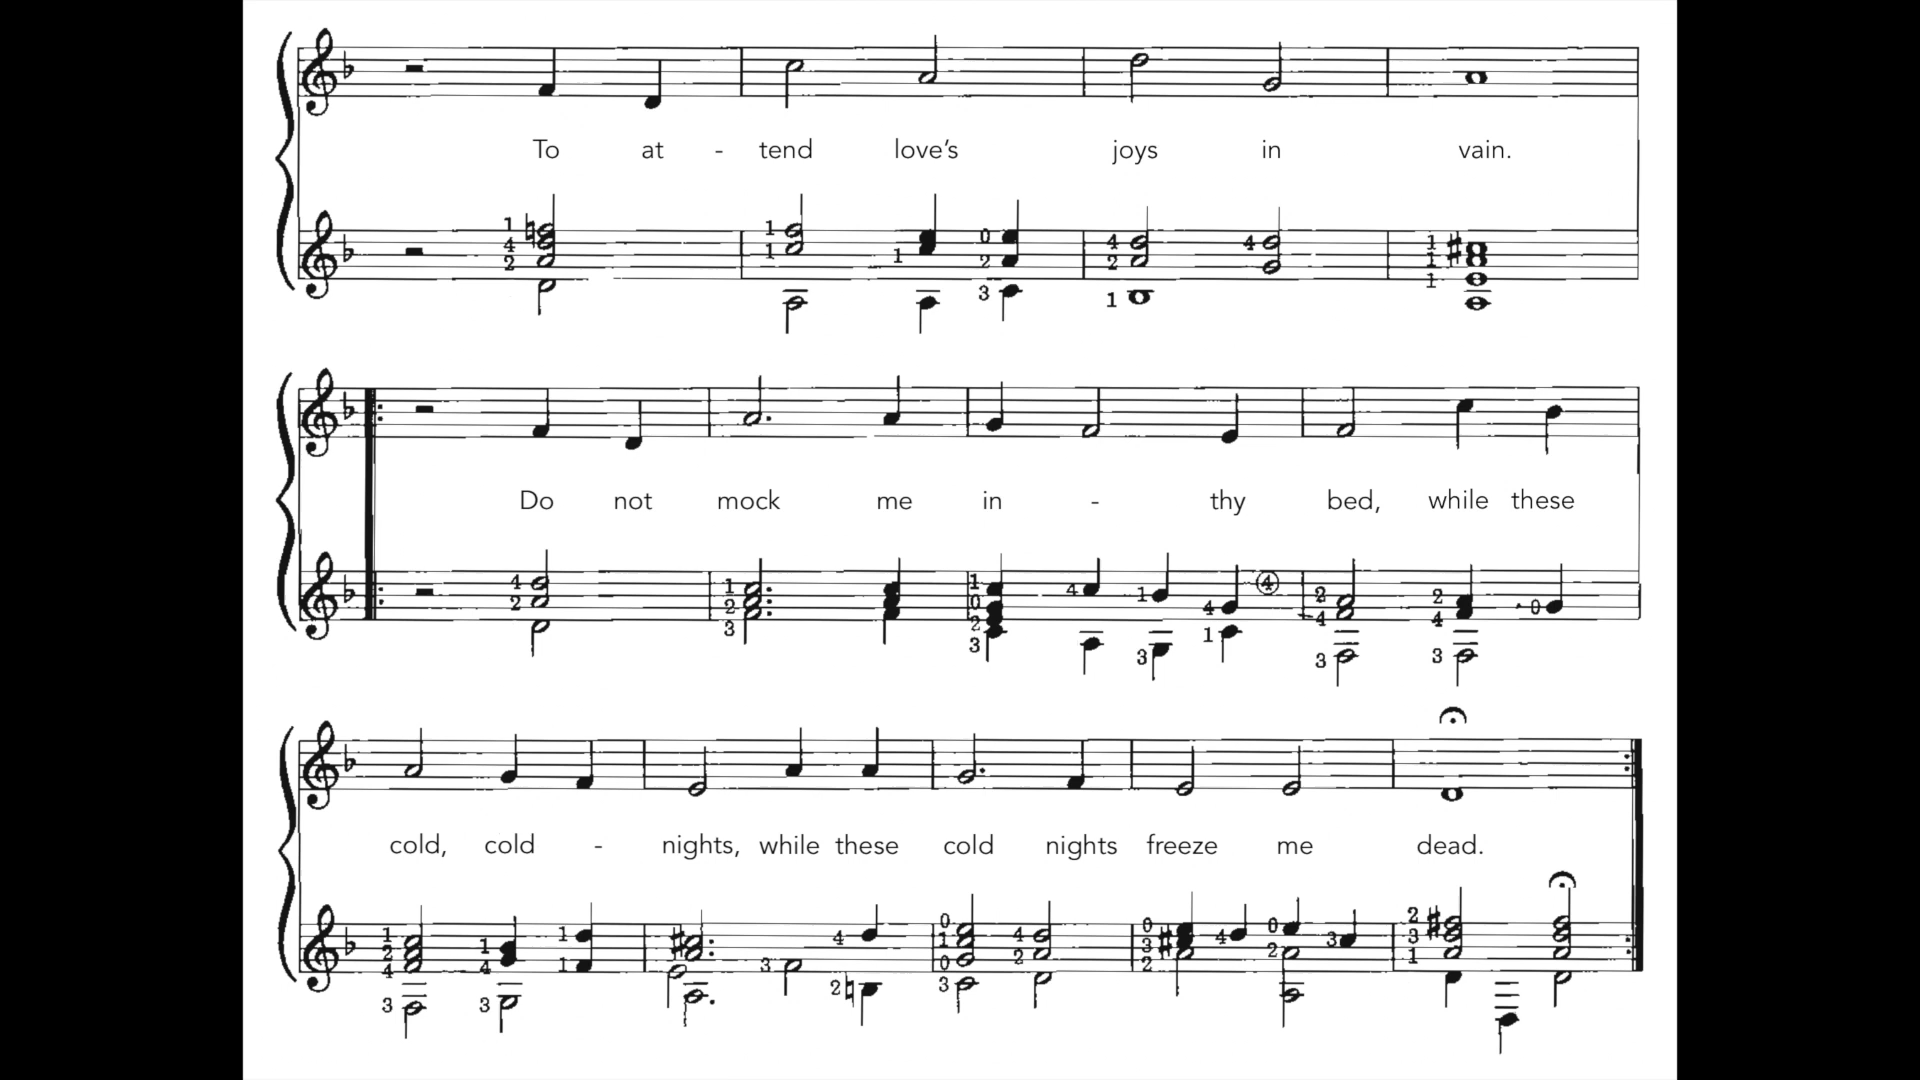 To at - tend love's joys in vain.
Do not mock me in - thy bed, while these
cold, cold - nights, while these cold nights freeze me dead.